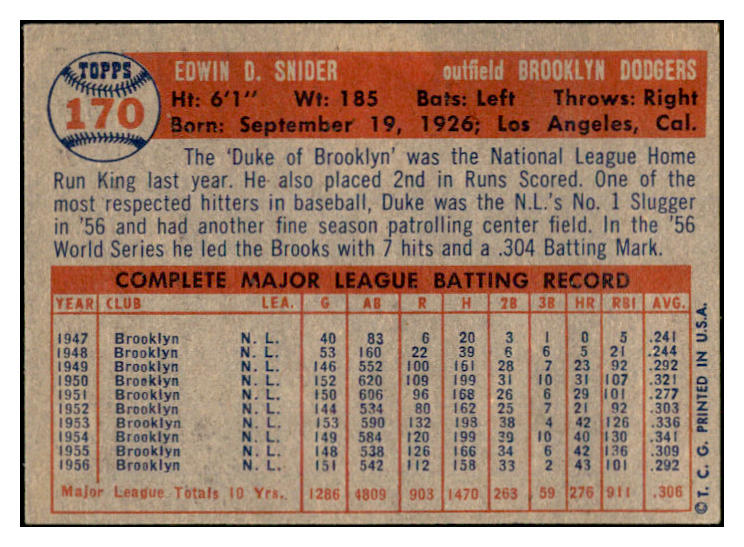 TOPPS
170
EDWIN D. SNIDER outfield BROOKLYN DODGERS
Ht: 6'1" Wt: 185 Bats: Left Throws: Right
Born: September 19, 1926; Los Angeles, Cal.
The 'Duke of Brooklyn' was the National League Home
Run King last year. He also placed 2nd in Runs Scored. One of the
most respected hitters in baseball, Duke was the N.L.'s No. 1 Slugger
in '56 and had another fine season patrolling center field. In the '56
World Series he led the Brooks with 7 hits and a .304 Batting Mark.
COMPLETE MAJOR LEAGUE BATTING RECORD
YEAR CLUB LEA. G AB R H 2B 3B HR RBI AVG.
1947 Brooklyn N. L. 40 83 6 20 3 1 0 5 .241
1948 Brooklyn N. L. 53 160 22 39 6 6 5 21 .244
1949 Brooklyn N. L. 146 552 100 161 28 7 23 92 .292
1950 Brooklyn N. L. 152 620 109 199 31 10 31 107 .321
1951 Brooklyn N. L. 150 606 96 168 26 6 29 101 .277
1952 Brooklyn N. L. 144 534 80 162 25 7 21 92 .303
1953 Brooklyn N. L. 153 590 132 198 38 4 42 126 .336
1954 Brooklyn N. L. 149 584 120 199 39 10 40 130 .341
1955 Brooklyn N. L. 148 538 126 166 34 6 42 136 .309
1956 Brooklyn N. L. 151 542 112 158 33 2 43 101 .292
Major League Totals 10 Yrs. 1286 4809 903 1470 263 59 276 911 .306
© T. C. G. PRINTED IN U.S.A.